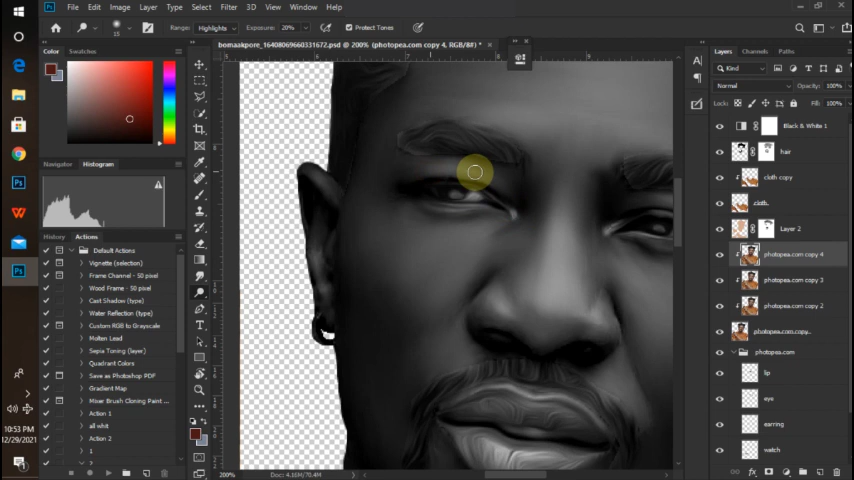 File Edit Image Layer Type Select Filter 3D View Window Help
15 Range: Highlights Exposure: 20% Protect Tones
bomaakpore_16408069660331672.psd @ 200% (photopea.com copy 4, RGB/8#) *
Color Swatches
Navigator Histogram
History Actions
Default Actions
Vignette (selection)
Frame Channel - 50 pixel
Wood Frame - 50 pixel
Cast Shadow (type)
Water Reflection (type)
Custom RGB to Grayscale
Molten Lead
Sepia Toning (layer)
Quadrant Colors
Save as Photoshop PDF
Gradient Map
Mixer Brush Cloning Paint ...
Action 1
all whit
Action 2
1
2
Layers Channels Paths
Kind
Normal Opacity: 100%
Lock: Fill: 100%
Black & White 1
hair
cloth copy
cloth.
Layer 2
photopea.com copy 4
photopea.com copy 3
photopea.com copy 2
photopea.com copy...
photopea.com
lip
eye
earring
watch
200% Doc: 4.16M/70.4M
10:53 PM
12/29/2021